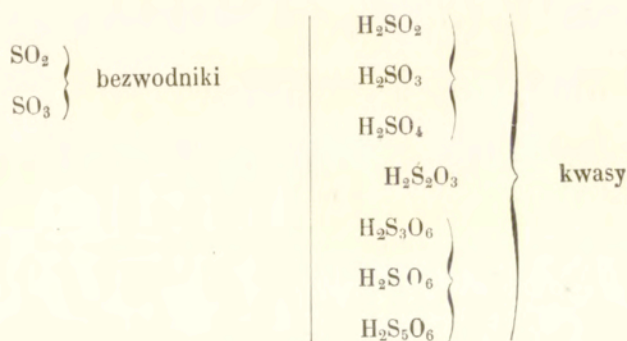 SO₂
SO₃
bezwodniki
H₂SO₂
H₂SO₃
H₂SO₄
H₂S₂O₃
H₂S₃O₆
H₂S O₆
H₂S₅O₆
kwasy